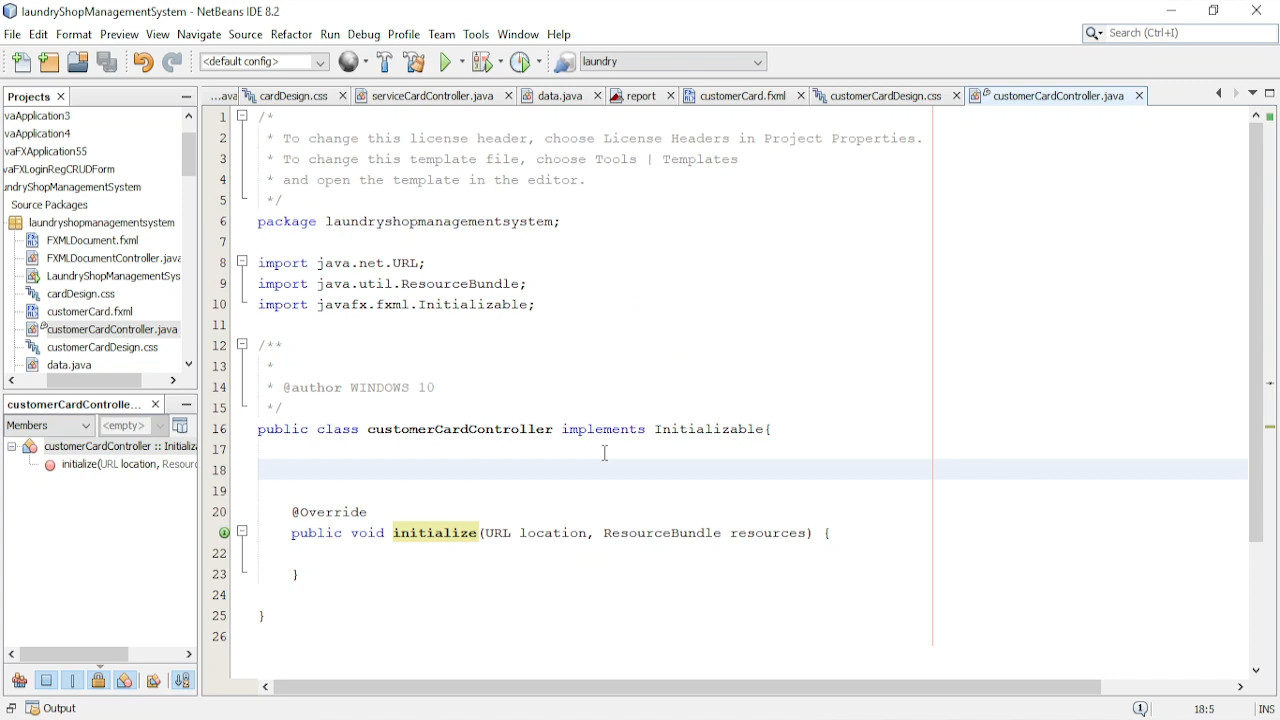 laundryShopManagementSystem - NetBeans IDE 8.2
File Edit Format Preview View Navigate Source Refactor Run Debug Profile Team Tools Window Help
Search (Ctrl+I)
<default config>
laundry
Projects
...ava cardDesign.css serviceCardController.java data.java report customerCard.fxml customerCardDesign.css customerCardController.java
vaApplication3
vaApplication4
vaFXApplication55
vaFXLoginRegCRUDForm
undryShopManagementSystem
Source Packages
laundryshopmanagementsystem
FXMLDocument.fxml
FXMLDocumentController.java
LaundryShopManagementSys
cardDesign.css
customerCard.fxml
customerCardController.java
customerCardDesign.css
data.java
customerCardControlle...
Members <empty>
customerCardController :: Initializa
initialize(URL location, Resourc
1 /*
2 * To change this license header, choose License Headers in Project Properties.
3 * To change this template file, choose Tools | Templates
4 * and open the template in the editor.
5 */
6 package laundryshopmanagementsystem;
7
8 import java.net.URL;
9 import java.util.ResourceBundle;
10 import javafx.fxml.Initializable;
11
12 /**
13 *
14 * @author WINDOWS 10
15 */
16 public class customerCardController implements Initializable{
17
18
19
20 @Override
public void initialize(URL location, ResourceBundle resources) {
22
23 }
24
25 }
26
Output
1
18:5 INS